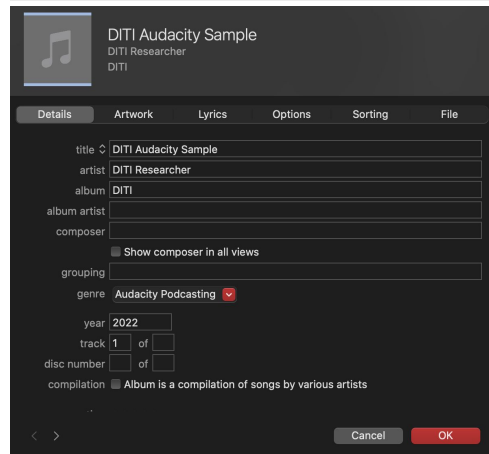 DITI Audacity Sample
DITI Researcher
DITI
Details Artwork Lyrics Options Sorting File
title DITI Audacity Sample
artist DITI Researcher
album DITI
album artist
composer
Show composer in all views
grouping
genre Audacity Podcasting
year 2022
track 1 of
disc number of
compilation Album is a compilation of songs by various artists
Cancel OK